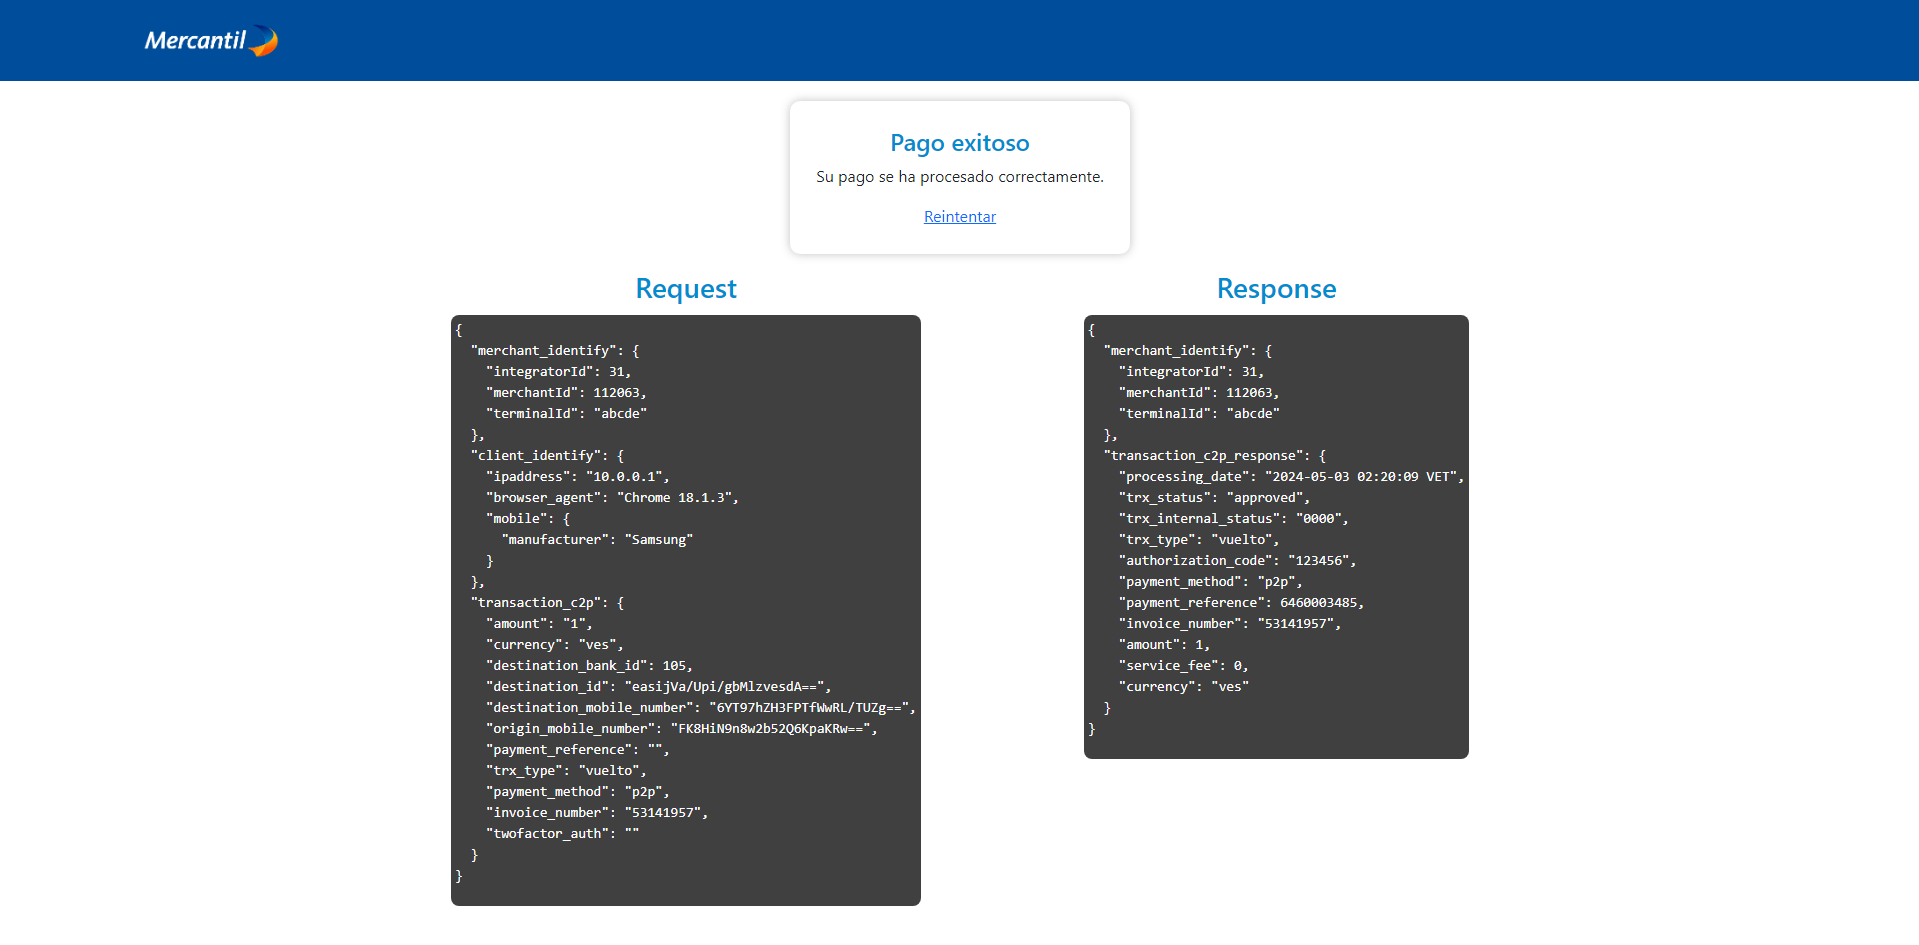 Mercantil
Pago exitoso
Su pago se ha procesado correctamente.
Reintentar
Request
{
  "merchant_identify": {
    "integratorId": 31,
    "merchantId": 112063,
    "terminalId": "abcde"
  },
  "client_identify": {
    "ipaddress": "10.0.0.1",
    "browser_agent": "Chrome 18.1.3",
    "mobile": {
      "manufacturer": "Samsung"
    }
  },
  "transaction_c2p": {
    "amount": "1",
    "currency": "ves",
    "destination_bank_id": 105,
    "destination_id": "easijVa/Upi/gbMlzvesdA==",
    "destination_mobile_number": "6YT97hZH3FPTfWwRL/TUZg==",
    "origin_mobile_number": "FK8HiN9n8w2b52Q6KpaKRw==",
    "payment_reference": "",
    "trx_type": "vuelto",
    "payment_method": "p2p",
    "invoice_number": "53141957",
    "twofactor_auth": ""
  }
}
Response
{
  "merchant_identify": {
    "integratorId": 31,
    "merchantId": 112063,
    "terminalId": "abcde"
  },
  "transaction_c2p_response": {
    "processing_date": "2024-05-03 02:20:09 VET",
    "trx_status": "approved",
    "trx_internal_status": "0000",
    "trx_type": "vuelto",
    "authorization_code": "123456",
    "payment_method": "p2p",
    "payment_reference": 6460003485,
    "invoice_number": "53141957",
    "amount": 1,
    "service_fee": 0,
    "currency": "ves"
  }
}